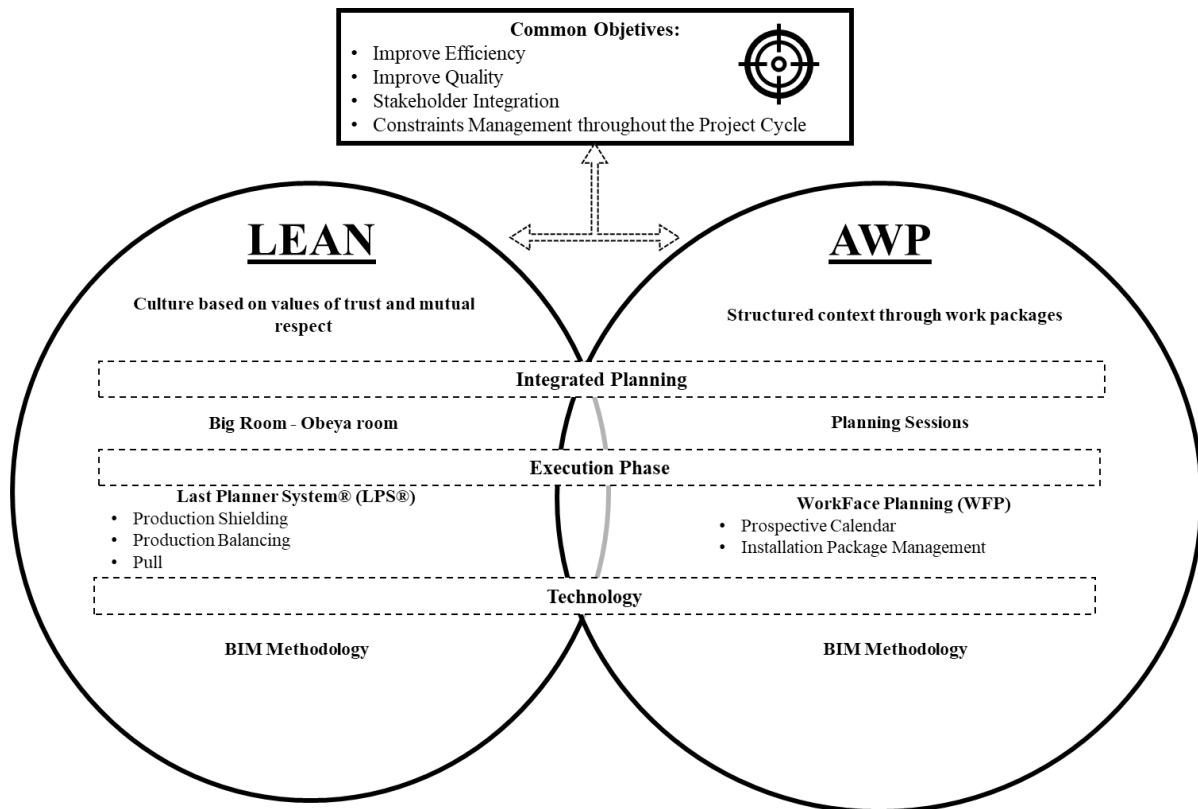 Common Objetives:
• Improve Efficiency
• Improve Quality
• Stakeholder Integration
• Constraints Management throughout the Project Cycle
LEAN
Culture based on values of trust and mutual
respect
AWP
Structured context through work packages
Integrated Planning
Big Room - Obeya room
Planning Sessions
Execution Phase
Last Planner System® (LPS®)
• Production Shielding
• Production Balancing
• Pull
WorkFace Planning (WFP)
• Prospective Calendar
• Installation Package Management
Technology
BIM Methodology
BIM Methodology